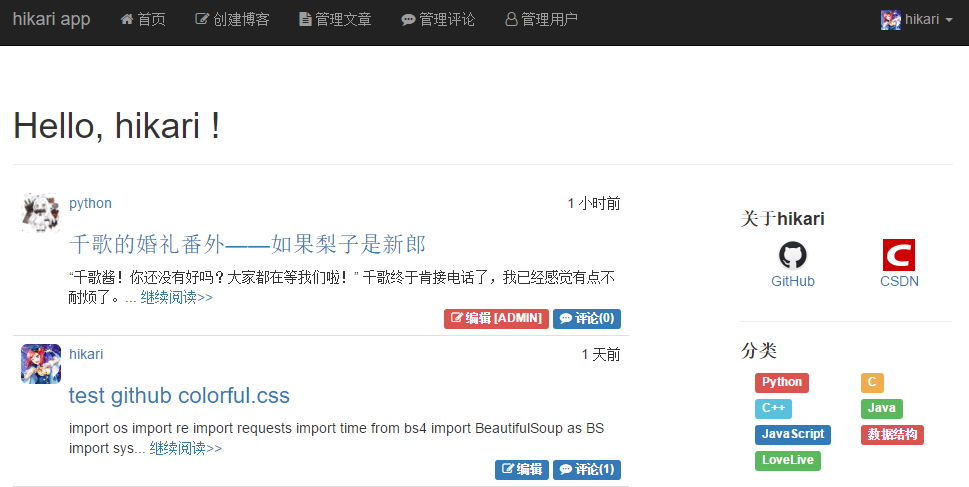 hikari app 首页 创建博客 管理文章 管理评论 管理用户 hikari
Hello, hikari !
python 1 小时前
千歌的婚礼番外——如果梨子是新郎
“千歌酱！你还没有好吗？大家都在等我们啦！” 千歌终于肯接电话了，我已经感觉有点不
耐烦了。... 继续阅读>>
编辑 [ADMIN] 评论(0)
hikari 1 天前
test github colorful.css
import os import re import requests import time from bs4 import BeautifulSoup as BS
import sys... 继续阅读>>
编辑 评论(1)
关于hikari
GitHub CSDN
分类
Python C
C++ Java
JavaScript 数据结构
LoveLive